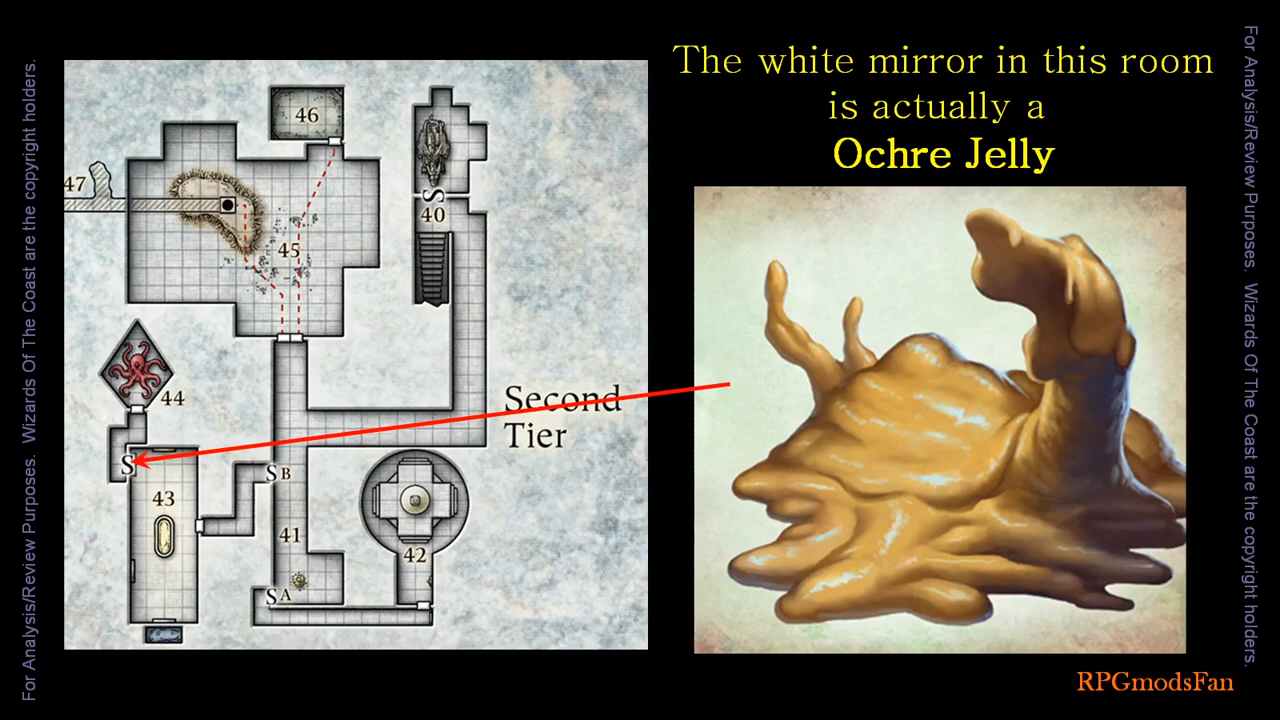 For Analysis/Review Purposes. Wizards Of The Coast are the copyright holders.
The white mirror in this room
is actually a
Ochre Jelly
46
47
S
40
45
44
Second
Tier
S
S B
43
41
42
S A
RPGmodsFan
For Analysis/Review Purposes. Wizards Of The Coast are the copyright holders.